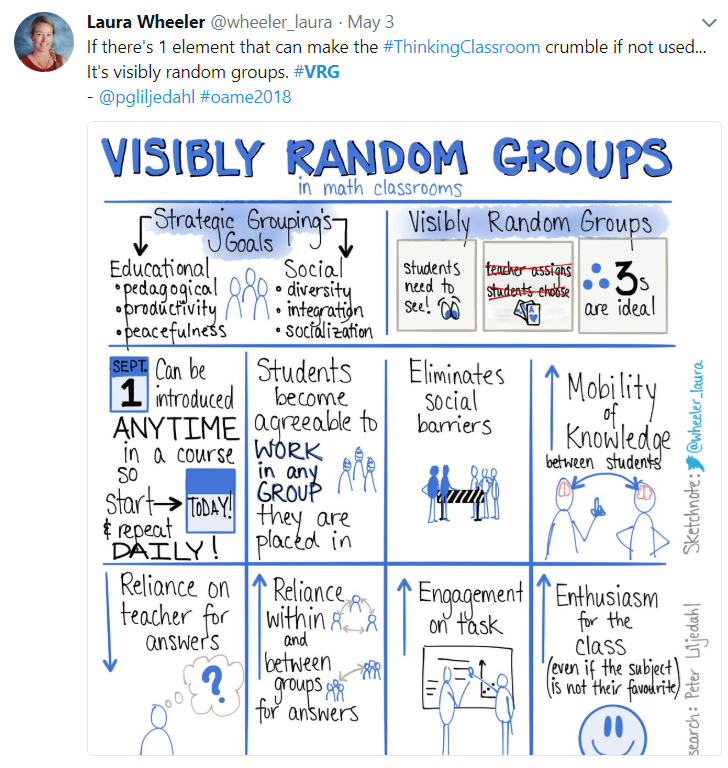 Laura Wheeler @wheeler_laura · May 3
If there's 1 element that can make the #ThinkingClassroom crumble if not used...
It's visibly random groups. #VRG
- @pgliljedahl #oame2018
VISIBLY RANDOM GROUPS
in math classrooms
Strategic Grouping's
Goals
Educational
•pedagogical
•productivity
•peacefulness
Social
• diversity
• integration
• socialization
Visibly Random Groups
students
need to
see!
teacher assigns
students choose
A
3s
are ideal
SEPT.
1
Can be
introduced
ANYTIME
in a course
so
Start → TODAY!
& repeat
DAILY!
Students
become
agreeable to
WORK
in any
GROUP
they are
placed in
Eliminates
social
barriers
↑ Mobility
of
Knowledge
between students
↓ Reliance on
teacher for
answers
?
↑ Reliance
within
and
between
groups
for answers
↑ Engagement
on task
↑ Enthusiasm
for the
class
(even if the subject
is not their favourite)
Sketchnote: @wheeler_laura
search: Peter Liljedahl